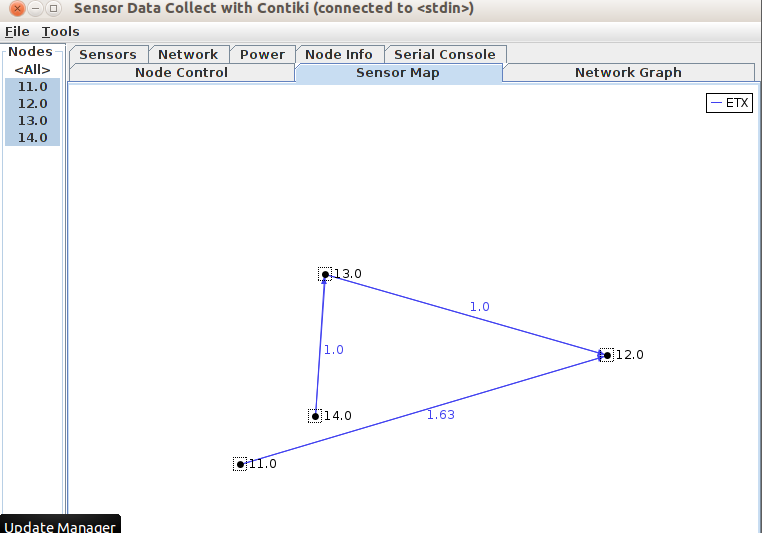 Sensor Data Collect with Contiki (connected to <stdin>)
File Tools
Nodes
<All>
11.0
12.0
13.0
14.0
Sensors Network Power Node Info Serial Console
Node Control Sensor Map Network Graph
ETX
13.0
1.0
1.0
12.0
14.0
1.63
11.0
Update Manager